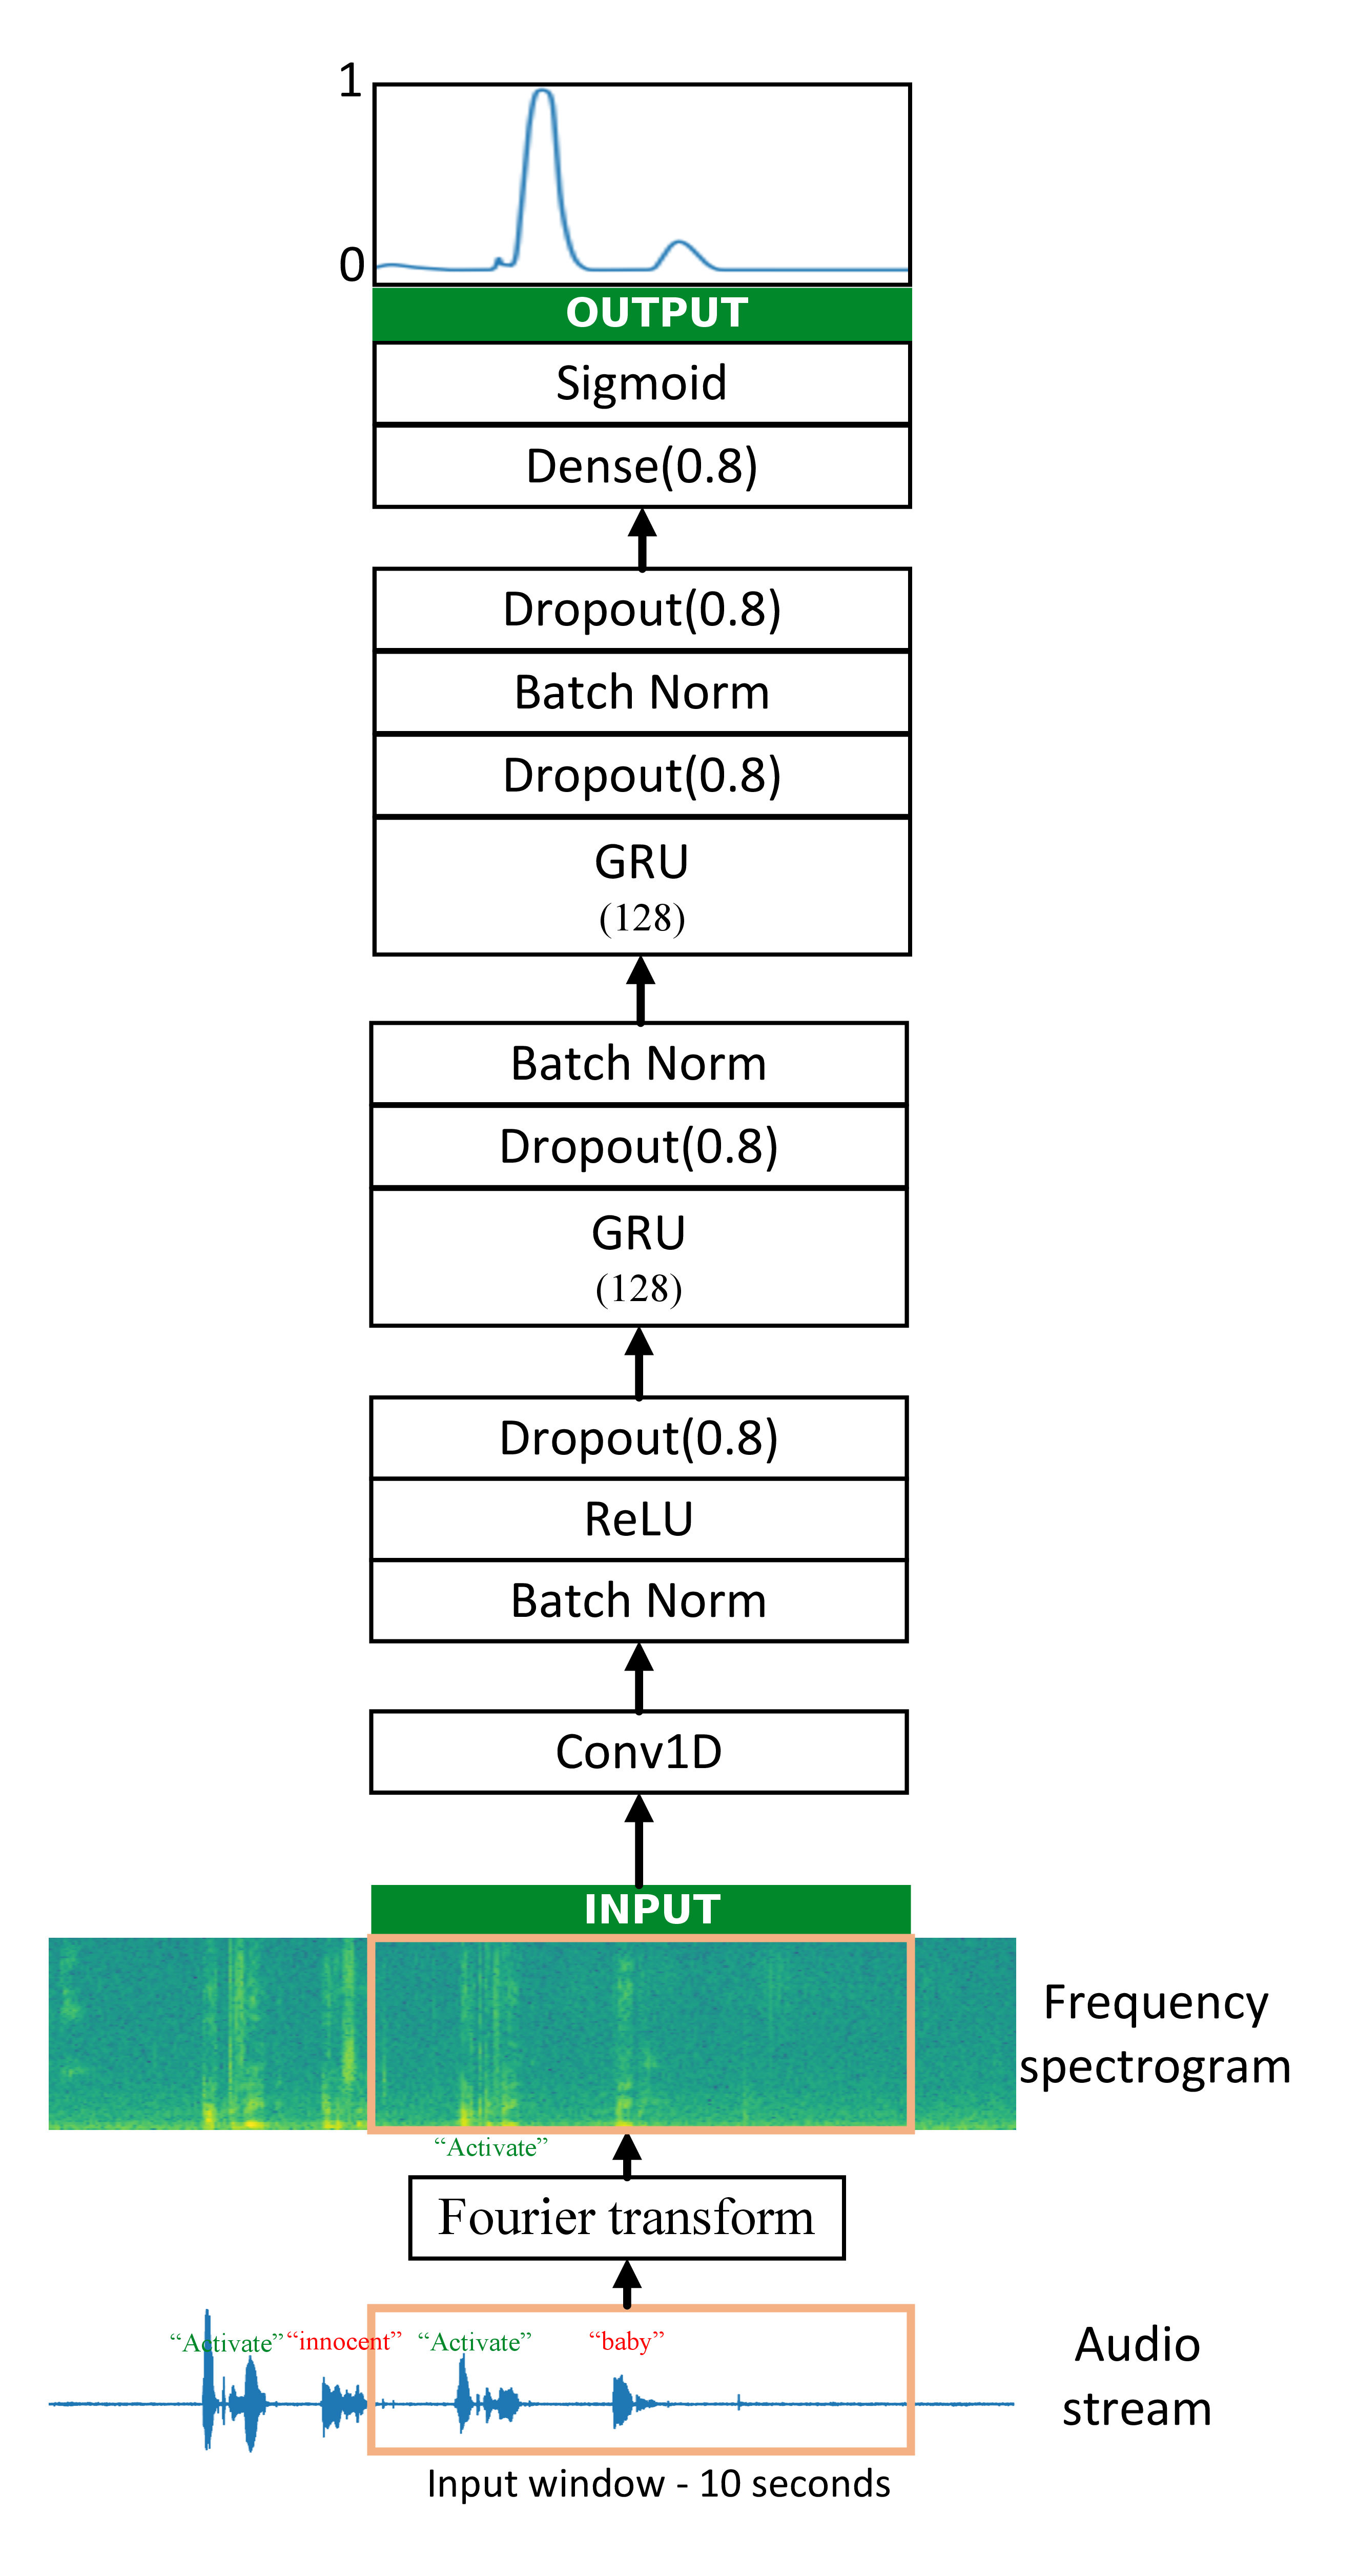 1
0
OUTPUT
Sigmoid
Dense(0.8)
Dropout(0.8)
Batch Norm
Dropout(0.8)
GRU
(128)
Batch Norm
Dropout(0.8)
GRU
(128)
Dropout(0.8)
ReLU
Batch Norm
Conv1D
INPUT
Frequency
spectrogram
“Activate”
Fourier transform
“Activate” “innocent” “Activate” “baby”
Audio
stream
Input window - 10 seconds